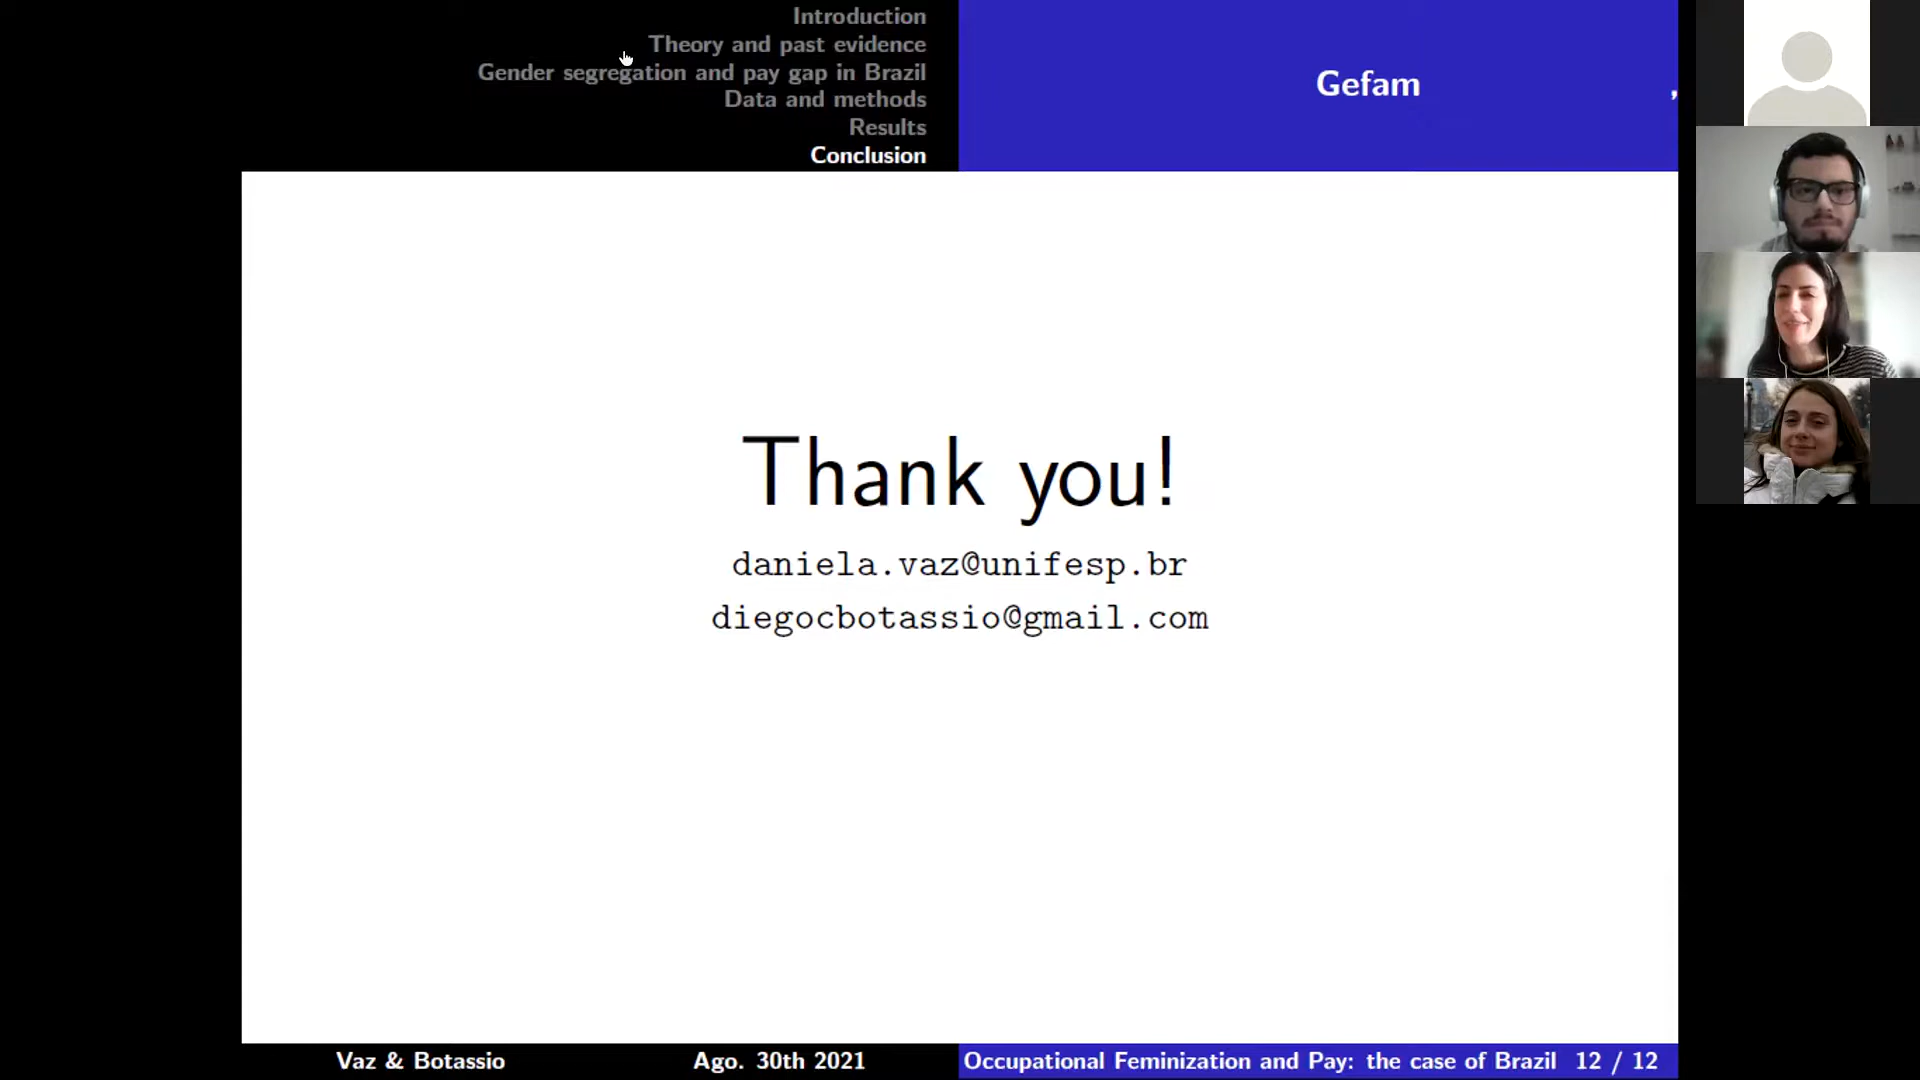 Introduction
Theory and past evidence
Gender segregation and pay gap in Brazil
Data and methods
Results
Conclusion
Gefam
,
Thank you!
daniela.vaz@unifesp.br
diegocbotassio@gmail.com
Vaz & Botassio
Ago. 30th 2021
Occupational Feminization and Pay: the case of Brazil 12 / 12